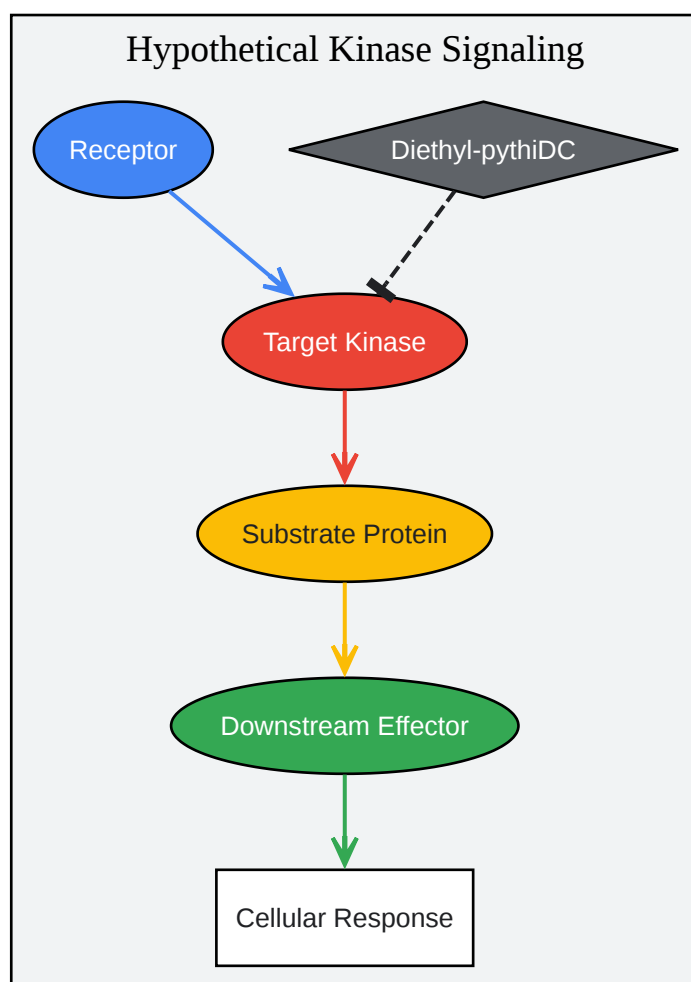 Hypothetical Kinase Signaling
Receptor
Diethyl-pythiDC
Target Kinase
Substrate Protein
Downstream Effector
Cellular Response